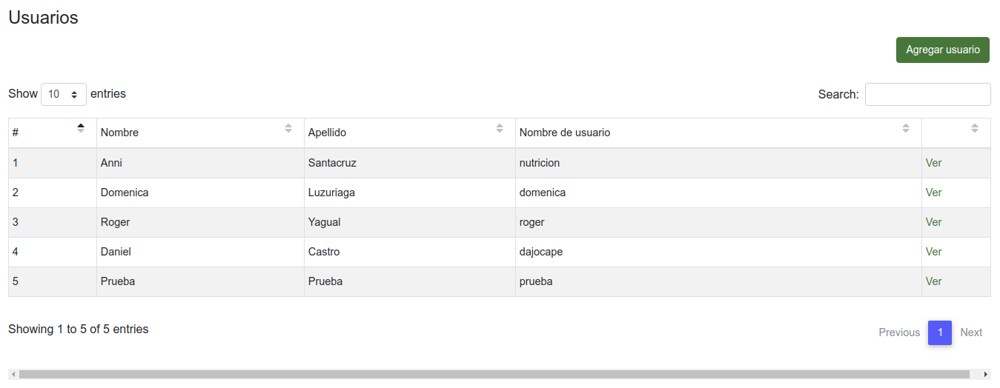 Usuarios
Agregar usuario
Show 10 entries Search:
# Nombre Apellido Nombre de usuario
1 Anni Santacruz nutricion Ver
2 Domenica Luzuriaga domenica Ver
3 Roger Yagual roger Ver
4 Daniel Castro dajocape Ver
5 Prueba Prueba prueba Ver
Showing 1 to 5 of 5 entries Previous 1 Next